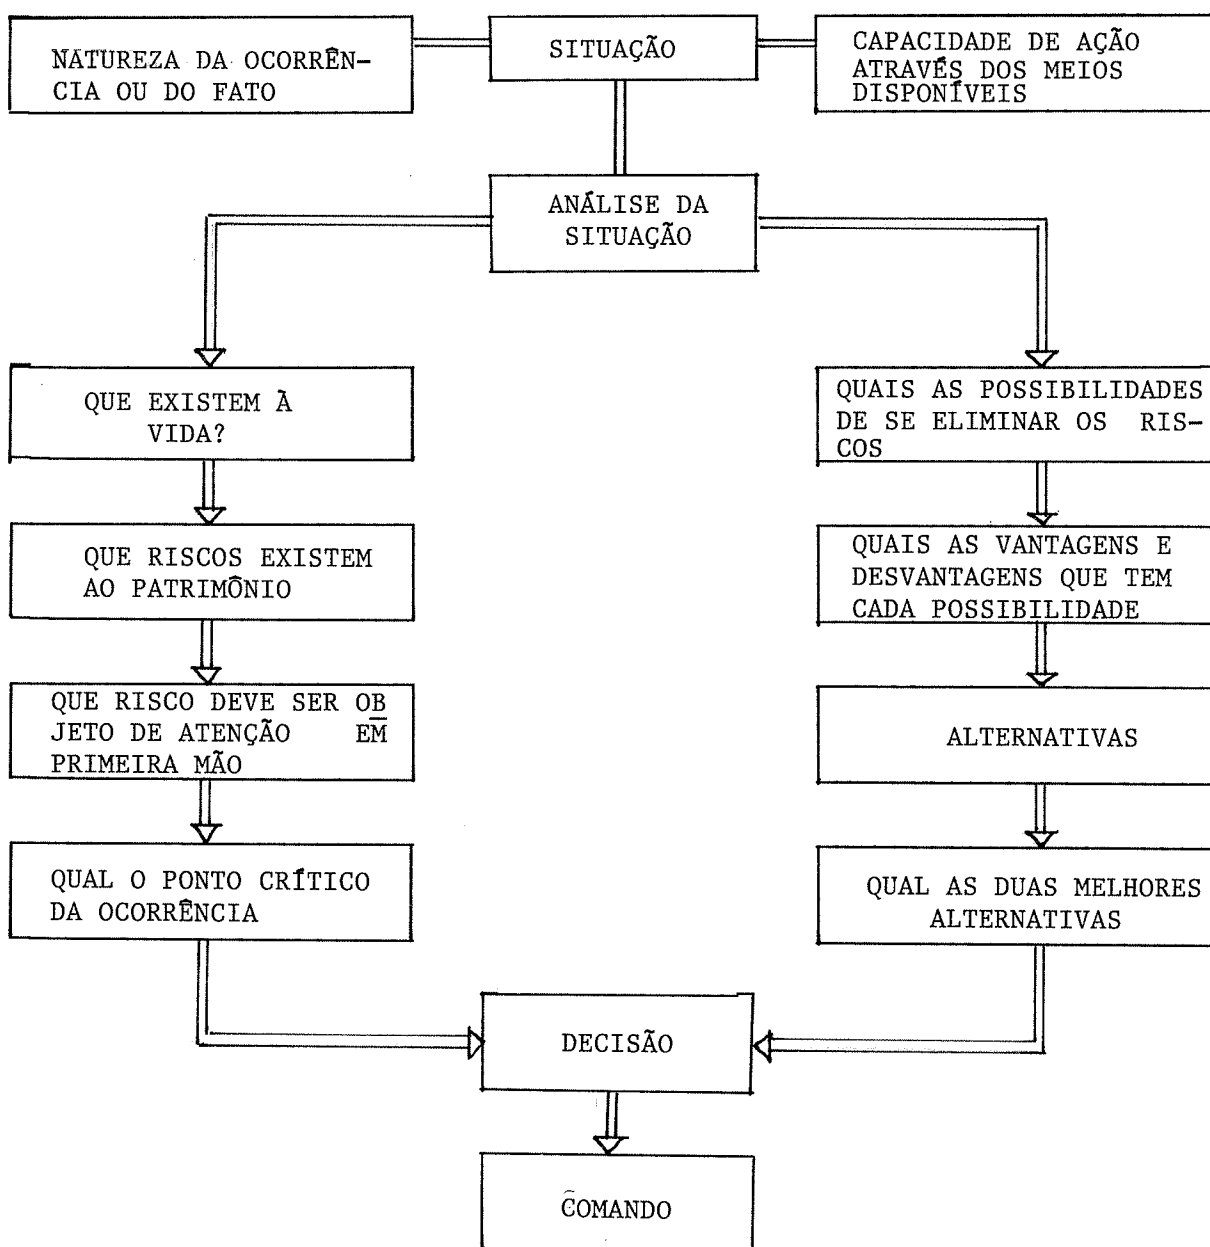 NATUREZA DA OCORRÊN-
CIA OU DO FATO
SITUAÇÃO
CAPACIDADE DE AÇÃO
ATRAVÉS DOS MEIOS
DISPONÍVEIS
ANÁLISE DA
SITUAÇÃO
QUE EXISTEM À
VIDA?
QUE RISCOS EXISTEM
AO PATRIMÔNIO
QUE RISCO DEVE SER OB
JETO DE ATENÇÃO EM
PRIMEIRA MÃO
QUAL O PONTO CRÍTICO
DA OCORRÊNCIA
QUAIS AS POSSIBILIDADES
DE SE ELIMINAR OS RIS-
COS
QUAIS AS VANTAGENS E
DESVANTAGENS QUE TEM
CADA POSSIBILIDADE
ALTERNATIVAS
QUAL AS DUAS MELHORES
ALTERNATIVAS
DECISÃO
COMANDO